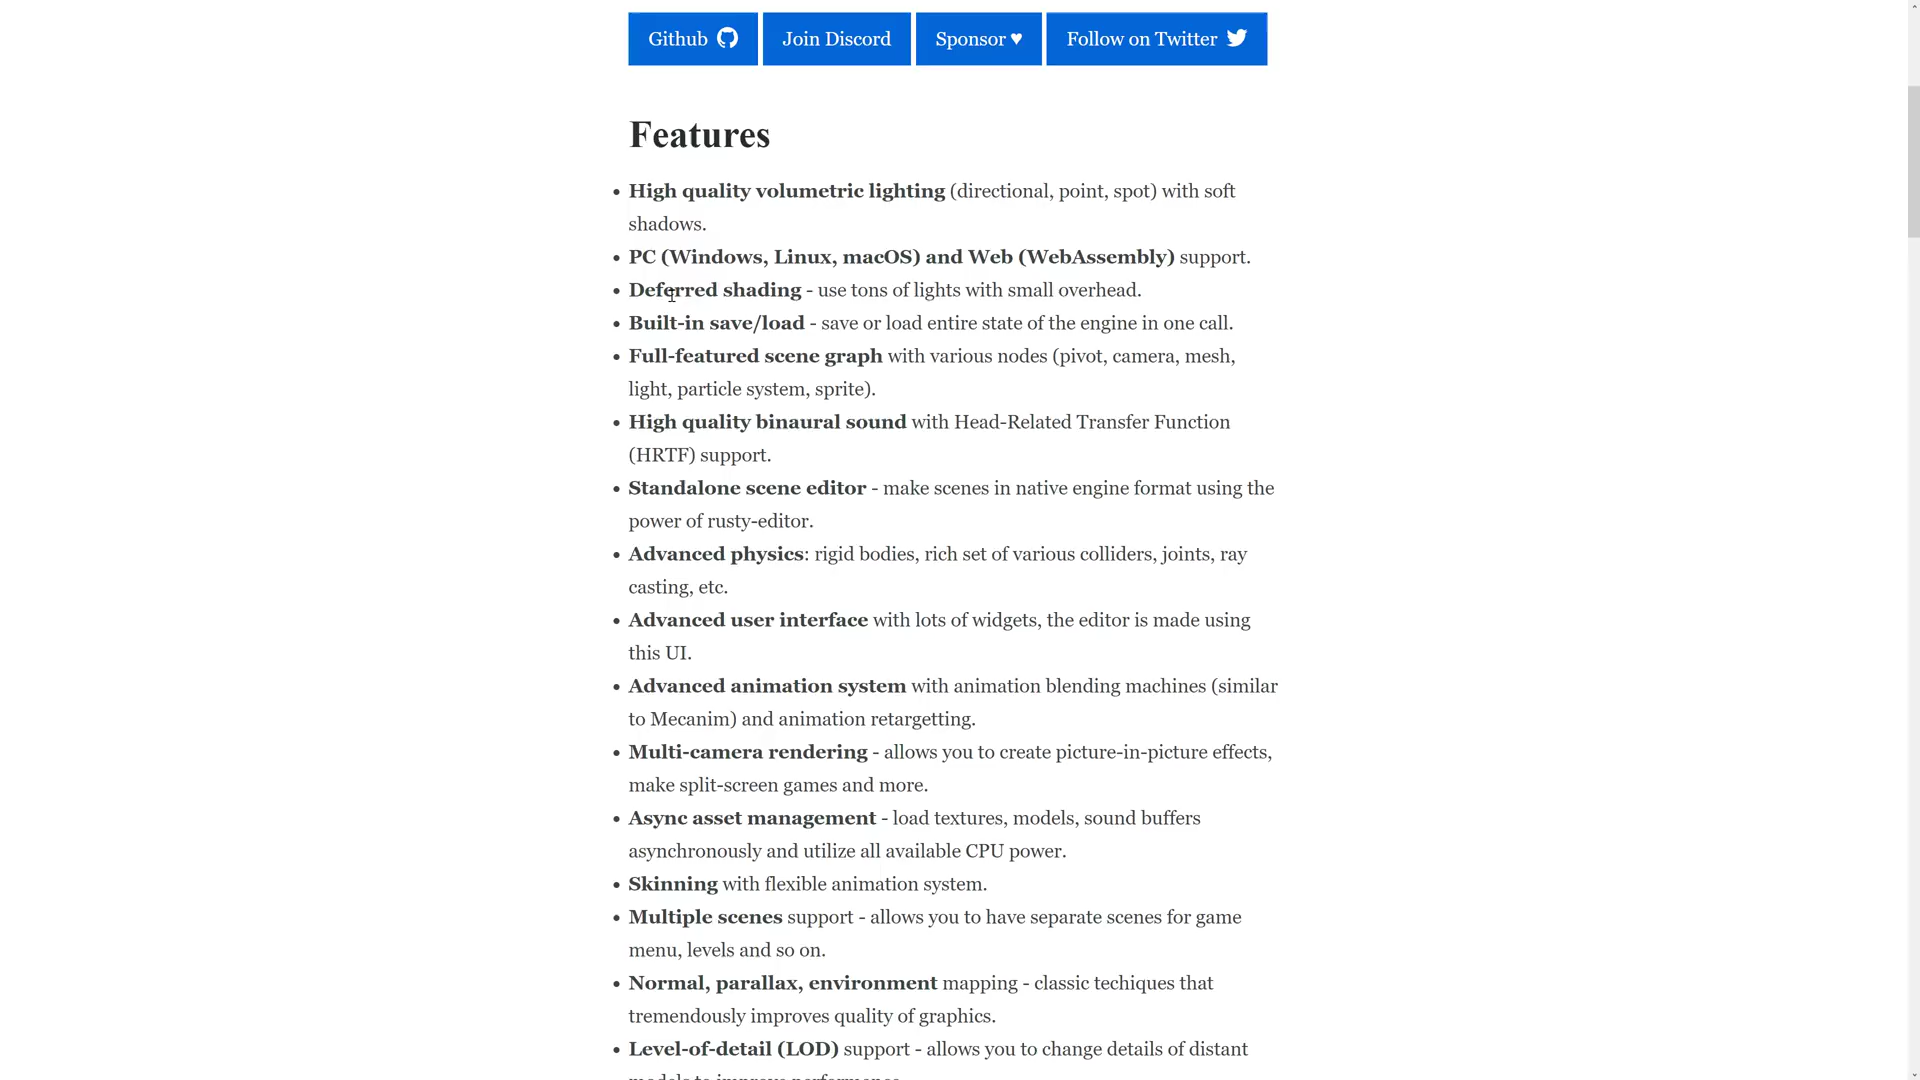 Github
Join Discord
Sponsor ♥
Follow on Twitter
Features
• High quality volumetric lighting (directional, point, spot) with soft
shadows.
• PC (Windows, Linux, macOS) and Web (WebAssembly) support.
• Deferred shading - use tons of lights with small overhead.
• Built-in save/load - save or load entire state of the engine in one call.
• Full-featured scene graph with various nodes (pivot, camera, mesh,
light, particle system, sprite).
• High quality binaural sound with Head-Related Transfer Function
(HRTF) support.
• Standalone scene editor - make scenes in native engine format using the
power of rusty-editor.
• Advanced physics: rigid bodies, rich set of various colliders, joints, ray
casting, etc.
• Advanced user interface with lots of widgets, the editor is made using
this UI.
• Advanced animation system with animation blending machines (similar
to Mecanim) and animation retargetting.
• Multi-camera rendering - allows you to create picture-in-picture effects,
make split-screen games and more.
• Async asset management - load textures, models, sound buffers
asynchronously and utilize all available CPU power.
• Skinning with flexible animation system.
• Multiple scenes support - allows you to have separate scenes for game
menu, levels and so on.
• Normal, parallax, environment mapping - classic techiques that
tremendously improves quality of graphics.
• Level-of-detail (LOD) support - allows you to change details of distant